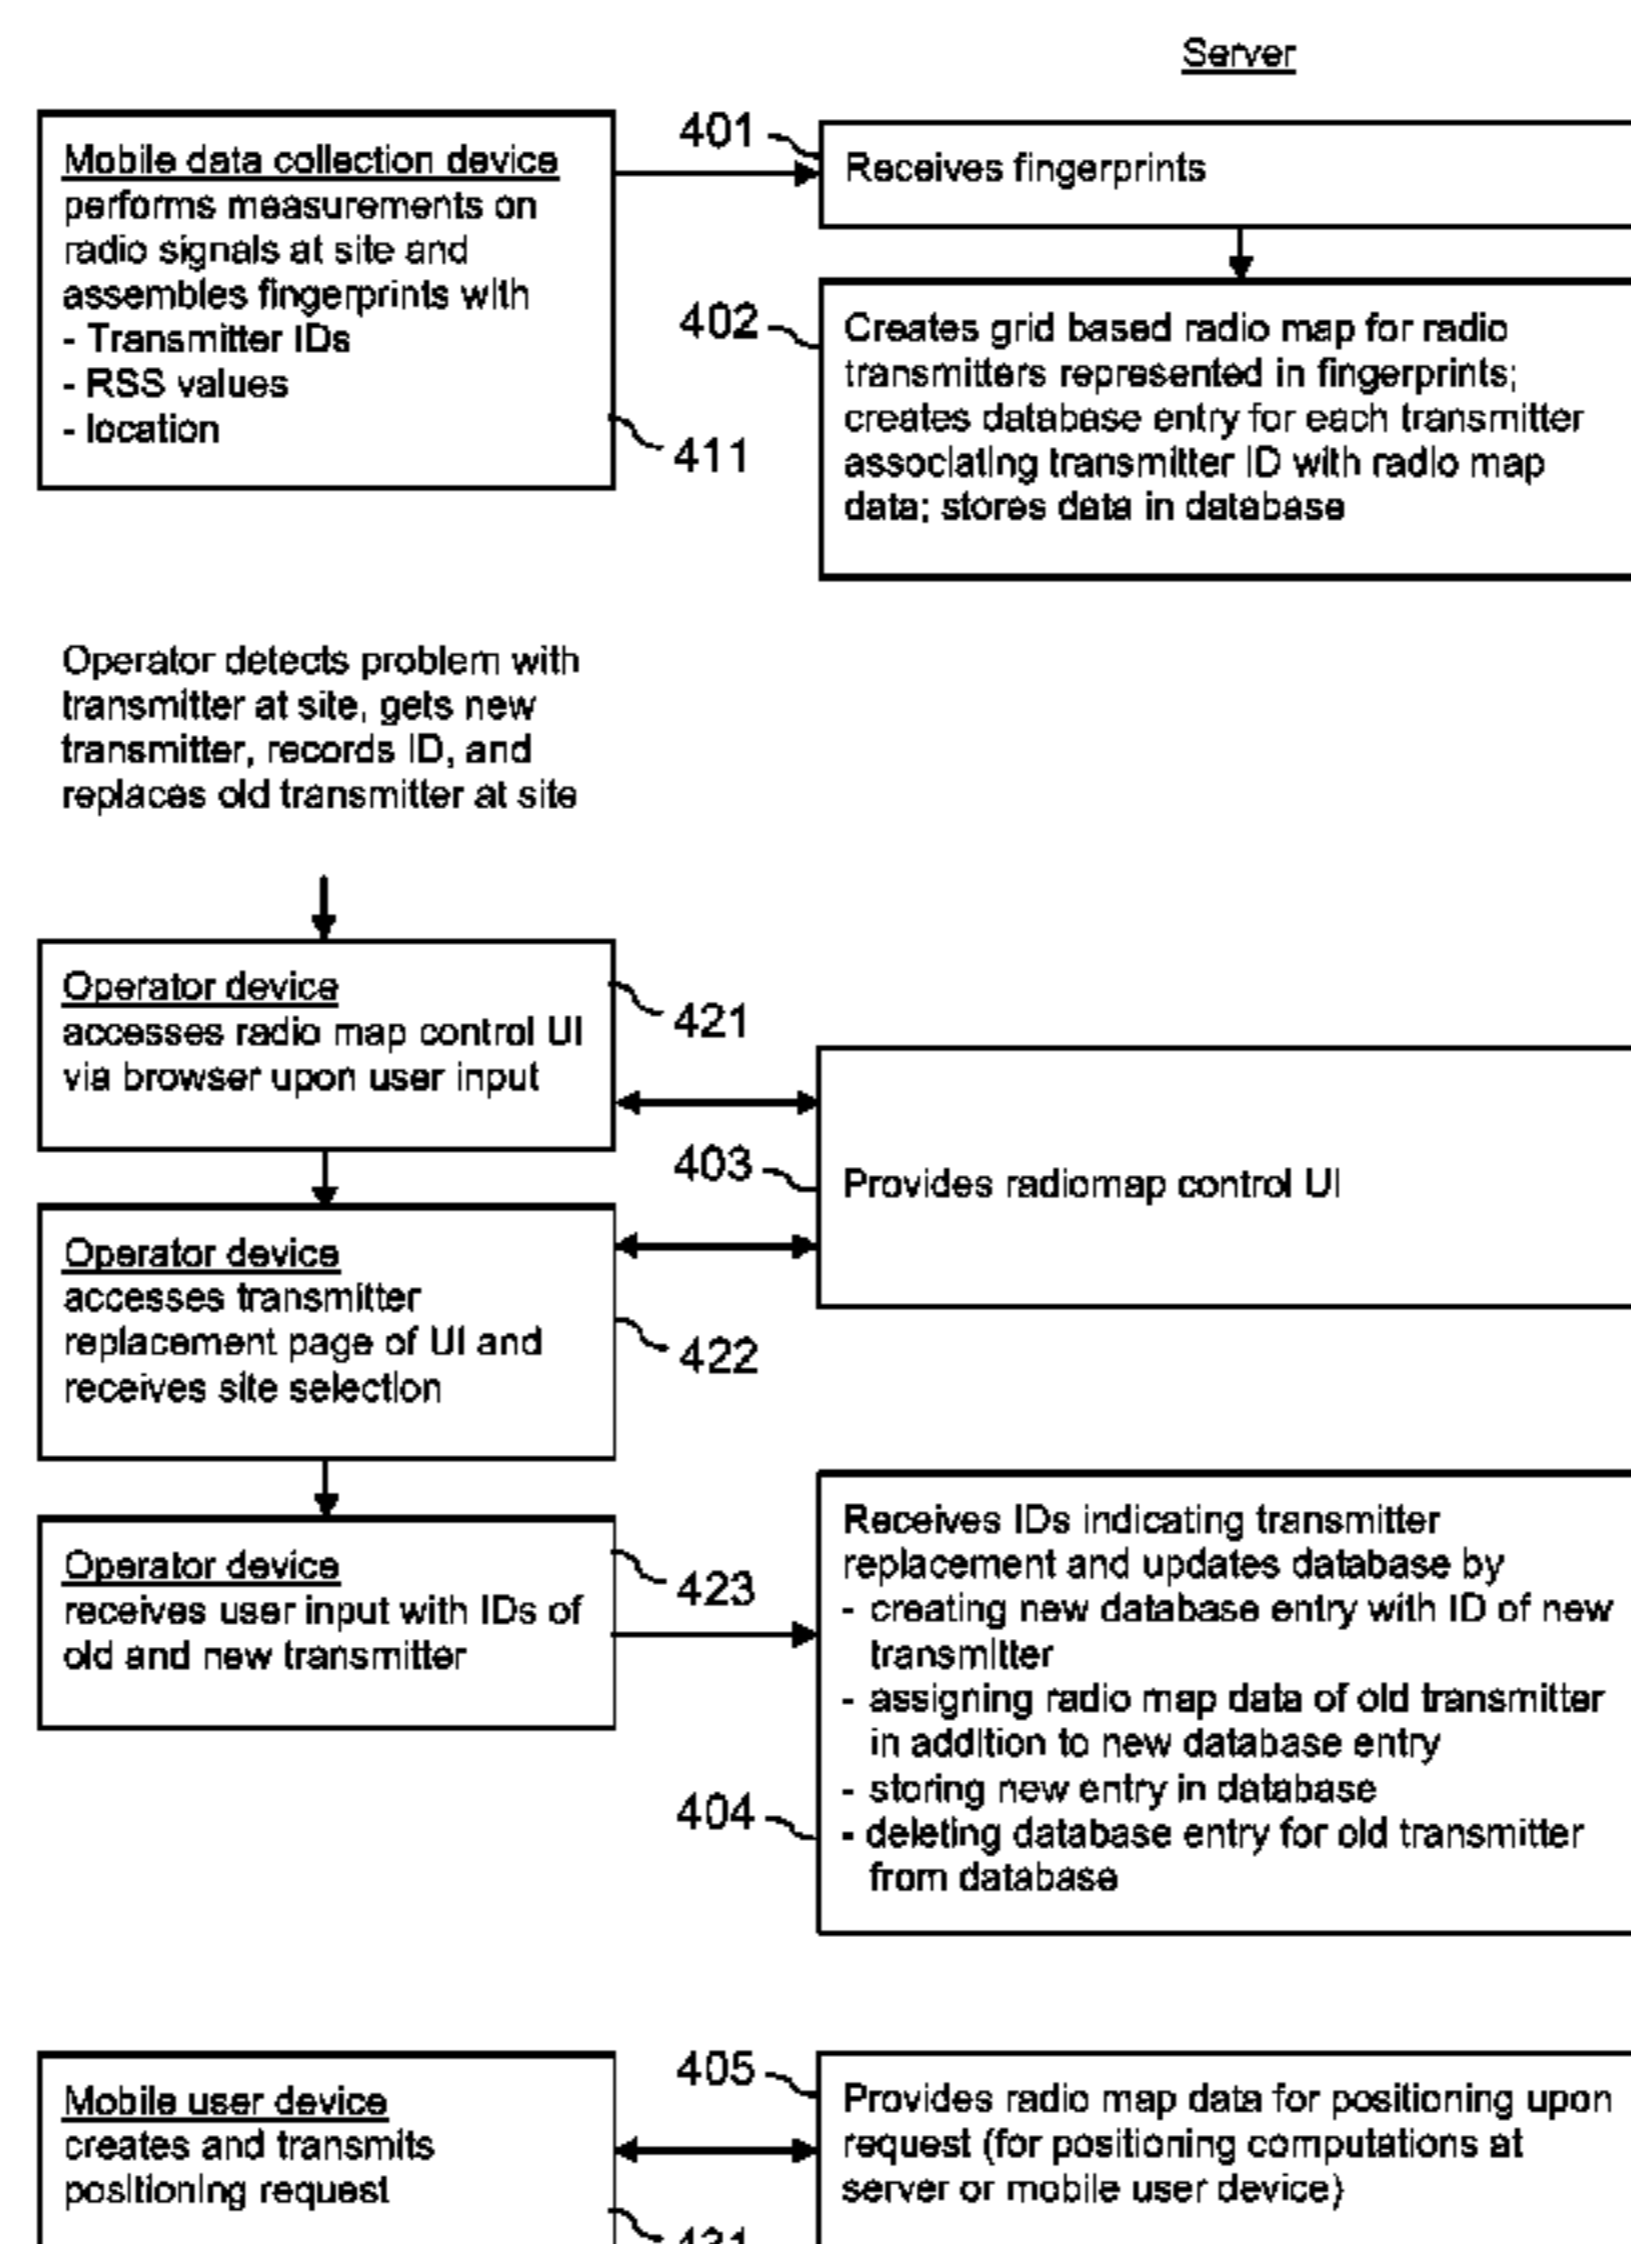 Server
Mobile data collection device
performs measurements on
radio signals at site and
assembles fingerprints with
- Transmitter IDs
- RSS values
- location
411
401
Receives fingerprints
402
Creates grid based radio map for radio
transmitters represented in fingerprints;
creates database entry for each transmitter
associating transmitter ID with radio map
data; stores data in database
Operator detects problem with
transmitter at site, gets new
transmitter, records ID, and
replaces old transmitter at site
Operator device
accesses radio map control UI
via browser upon user input
421
403
Provides radiomap control UI
Operator device
accesses transmitter
replacement page of UI and
receives site selection
422
Operator device
receives user input with IDs of
old and new transmitter
423
Receives IDs indicating transmitter
replacement and updates database by
- creating new database entry with ID of new
transmitter
- assigning radio map data of old transmitter
in addition to new database entry
- storing new entry in database
- deleting database entry for old transmitter
from database
404
Mobile user device
creates and transmits
positioning request
431
405
Provides radio map data for positioning upon
request (for positioning computations at
server or mobile user device)